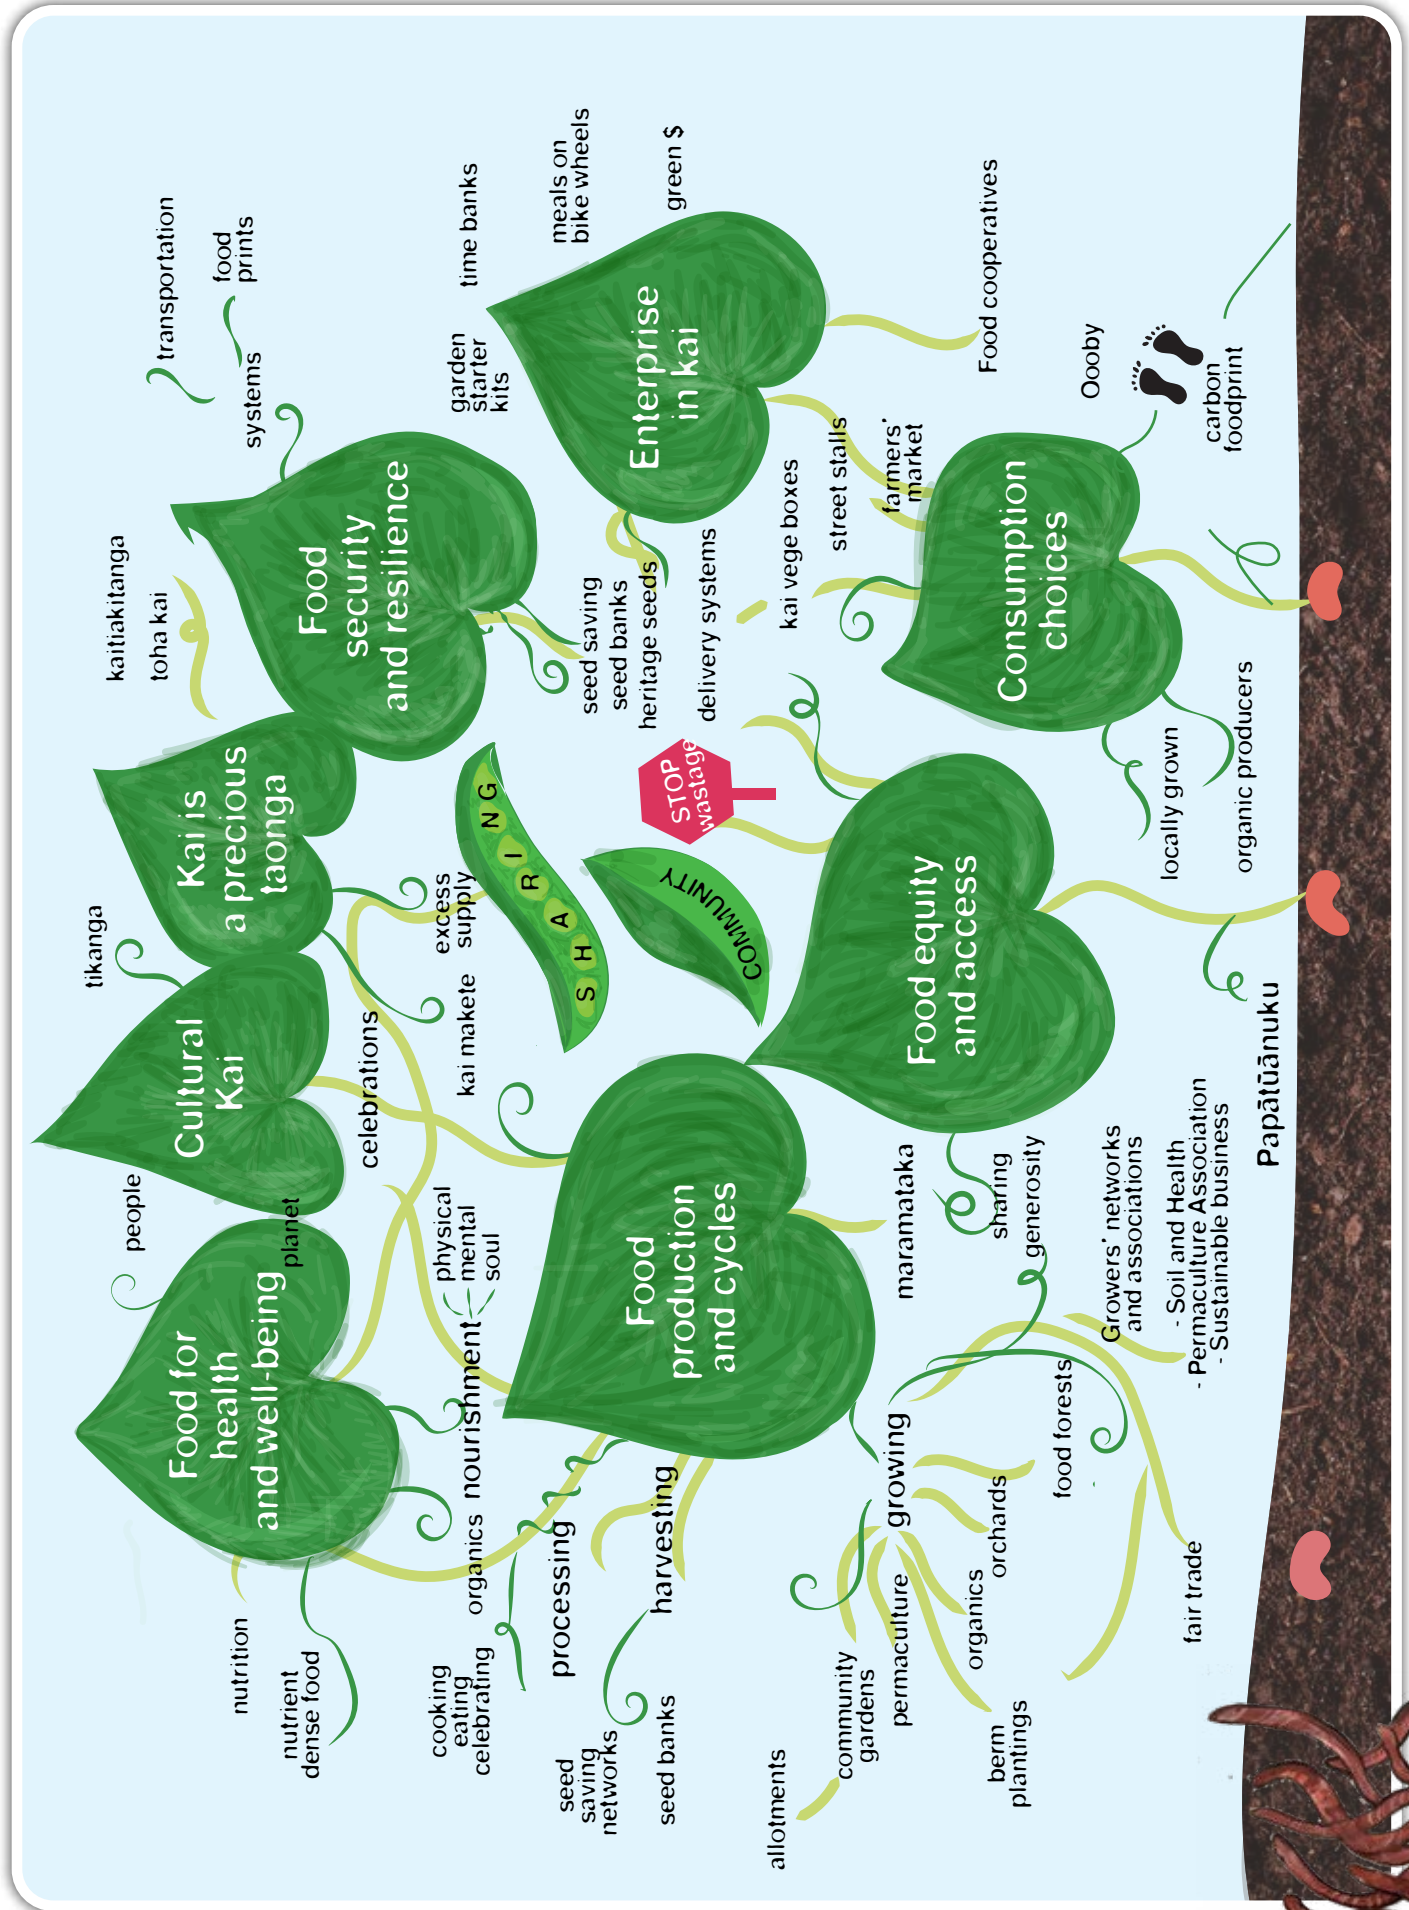 people
planet
Food for
health
and well-being
nutrition
nutrient
dense food
tikanga
Cultural
Kai
celebrations
Kai is
a precious
taonga
kaitiakitanga
toha kai
transportation
food
prints
systems
Food
security
and resilience
seed saving
seed banks
heritage seeds
garden
starter
kits
time banks
meals on
bike wheels
green $
Enterprise
in kai
Food cooperatives
delivery systems
kai vege boxes
street stalls
farmers'
market
excess
supply
kai makete
SHARING
COMMUNITY
STOP
wastage
physical
mental
soul
nourishment
organics
cooking
eating
celebrating
processing
harvesting
seed
saving
networks
seed banks
Food
production
and cycles
maramataka
Food equity
and access
sharing
generosity
Consumption
choices
Oooby
carbon
foodprint
locally grown
organic producers
growing
allotments
community
gardens
permaculture
organics
berm
plantings
orchards
food forests
fair trade
Growers' networks
and associations
- Soil and Health
- Permaculture Association
- Sustainable business
Papātūānuku